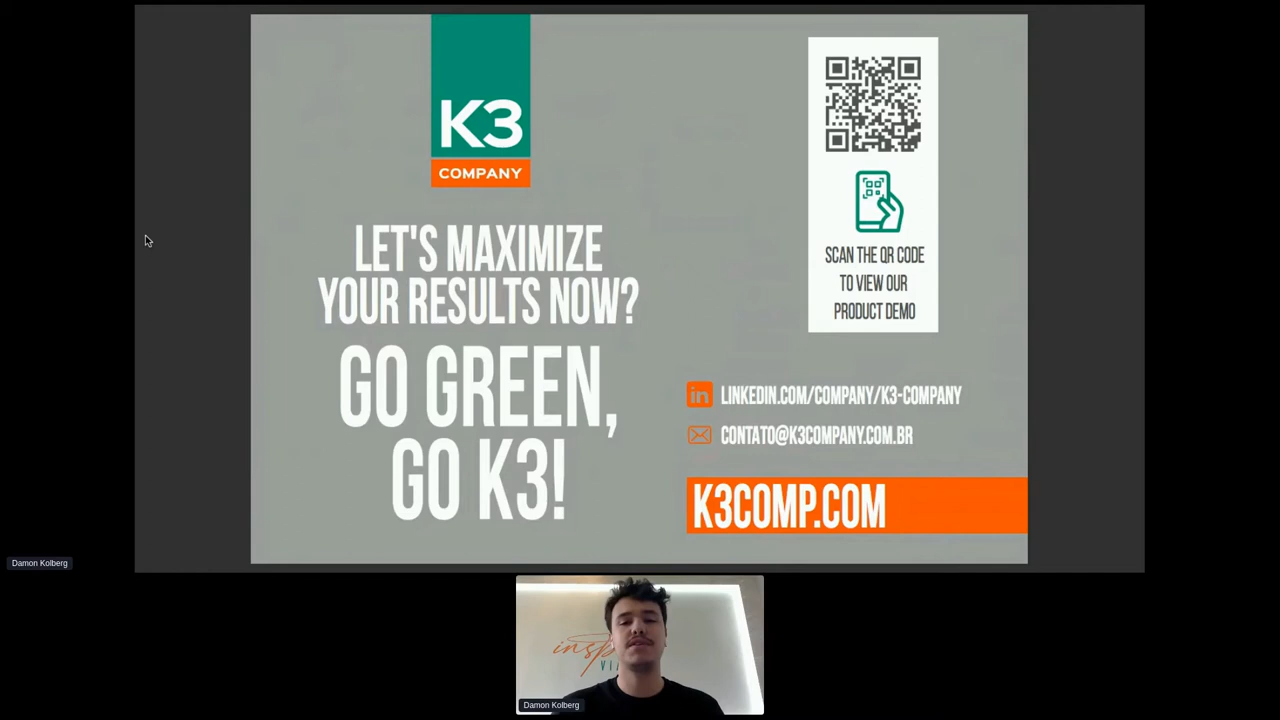 K3
COMPANY
LET'S MAXIMIZE
YOUR RESULTS NOW?
GO GREEN,
GO K3!
SCAN THE QR CODE
TO VIEW OUR
PRODUCT DEMO
in LINKEDIN.COM/COMPANY/K3-COMPANY
CONTATO@K3COMPANY.COM.BR
K3COMP.COM
Damon Kolberg
Damon Kolberg